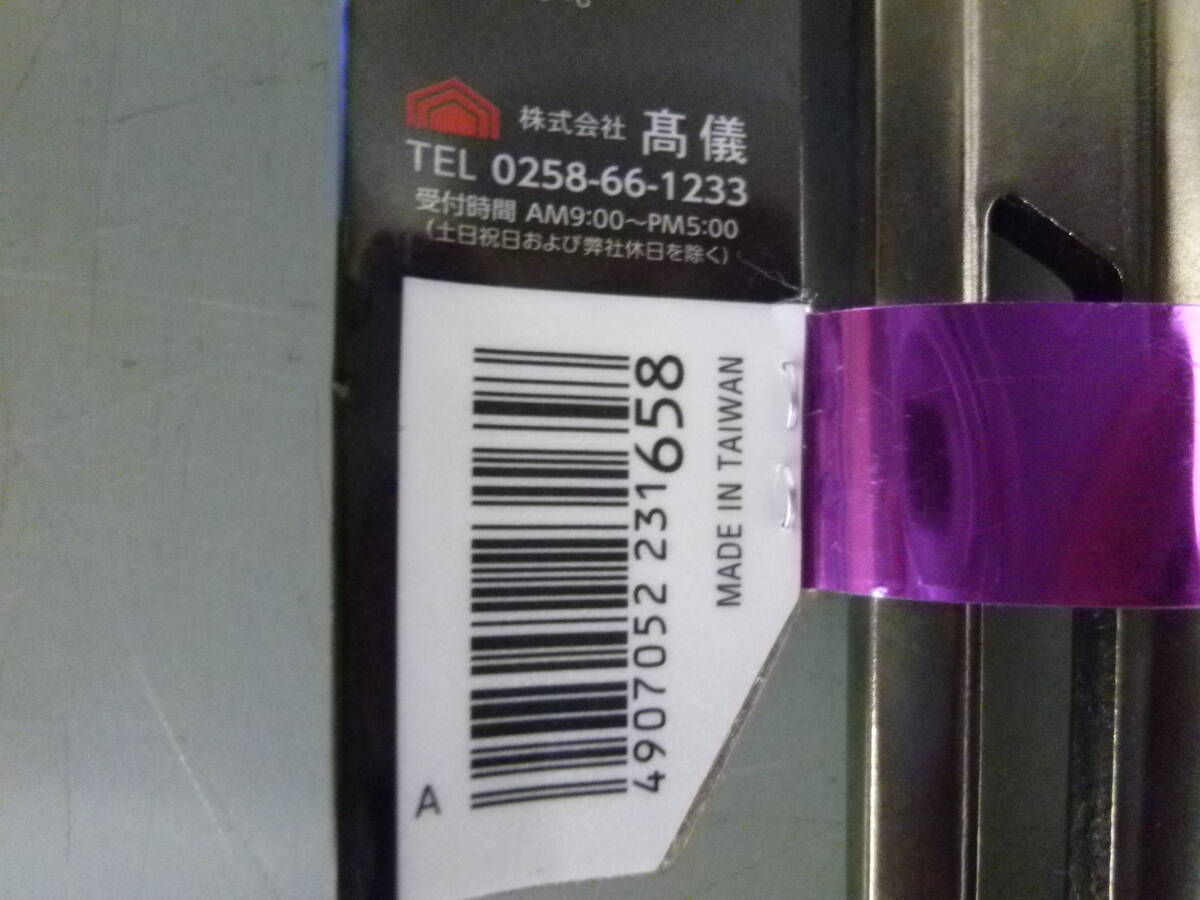 株式会社 髙儀
TEL 0258-66-1233
受付時間 AM9:00～PM5:00
(土日祝日および弊社休日を除く)
4907052 231658
MADE IN TAIWAN
A